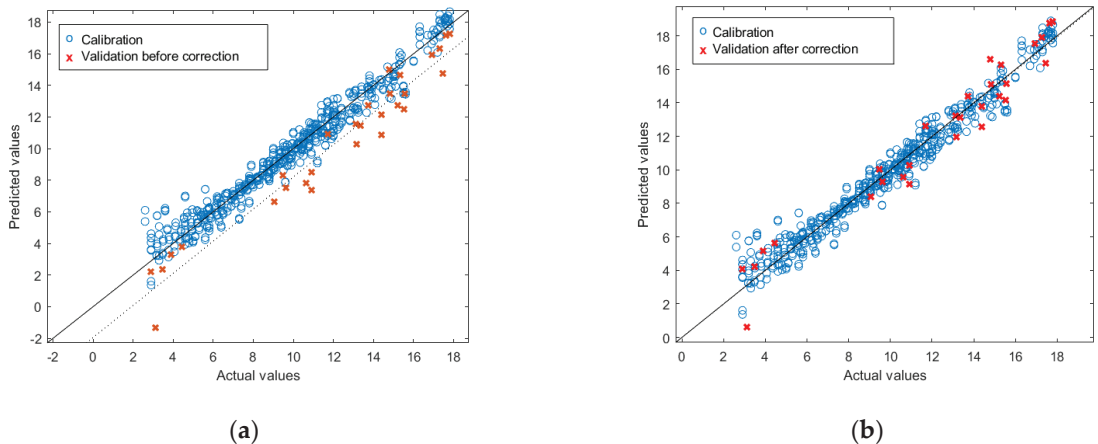 18
16
14
12
10
8
6
4
2
0
-2
Predicted values
Calibration
Validation before correction
-2 0 2 4 6 8 10 12 14 16 18
Actual values
(a)
18
16
14
12
10
8
6
4
2
0
Predicted values
Calibration
Validation after correction
0 2 4 6 8 10 12 14 16 18
Actual values
(b)